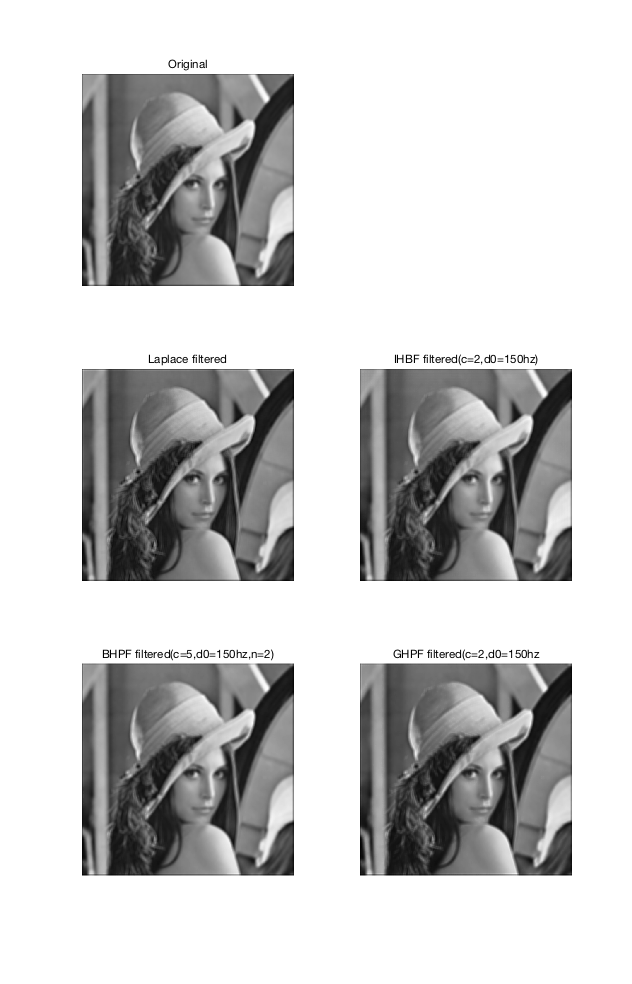 Original
Laplace filtered
IHBF filtered(c=2,d0=150hz)
BHPF filtered(c=5,d0=150hz,n=2)
GHPF filtered(c=2,d0=150hz